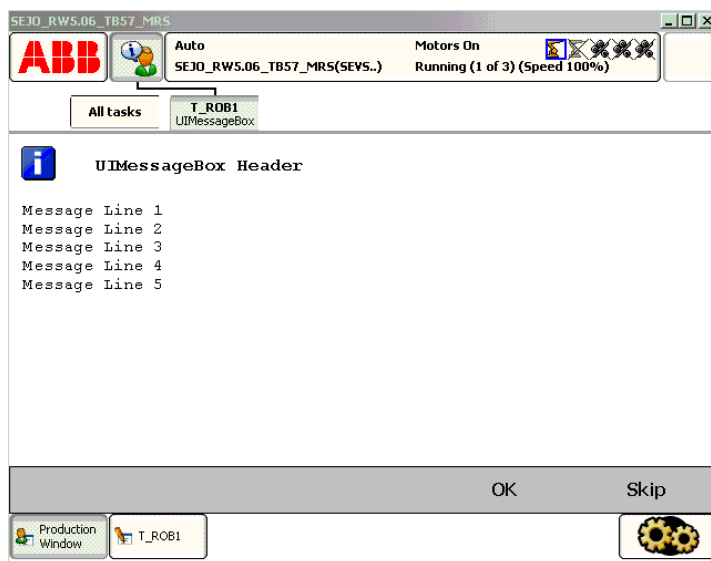 SEJO_RW5.06_TB57_MRS
ABB
Auto
SEJO_RW5.06_TB57_MRS(SEVS..)
Motors On
Running (1 of 3) (Speed 100%)
All tasks
T_ROB1
UIMessageBox
i
UIMessageBox Header
Message Line 1
Message Line 2
Message Line 3
Message Line 4
Message Line 5
OK
Skip
Production
Window
T_ROB1